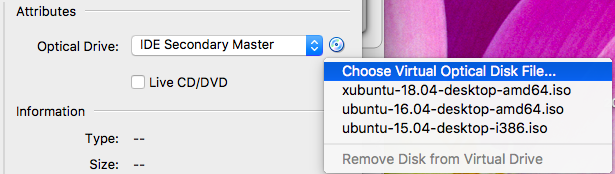 Attributes
Optical Drive: IDE Secondary Master
Live CD/DVD
Information
Type: --
Size: --
Choose Virtual Optical Disk File...
xubuntu-18.04-desktop-amd64.iso
ubuntu-16.04-desktop-amd64.iso
ubuntu-15.04-desktop-i386.iso
Remove Disk from Virtual Drive